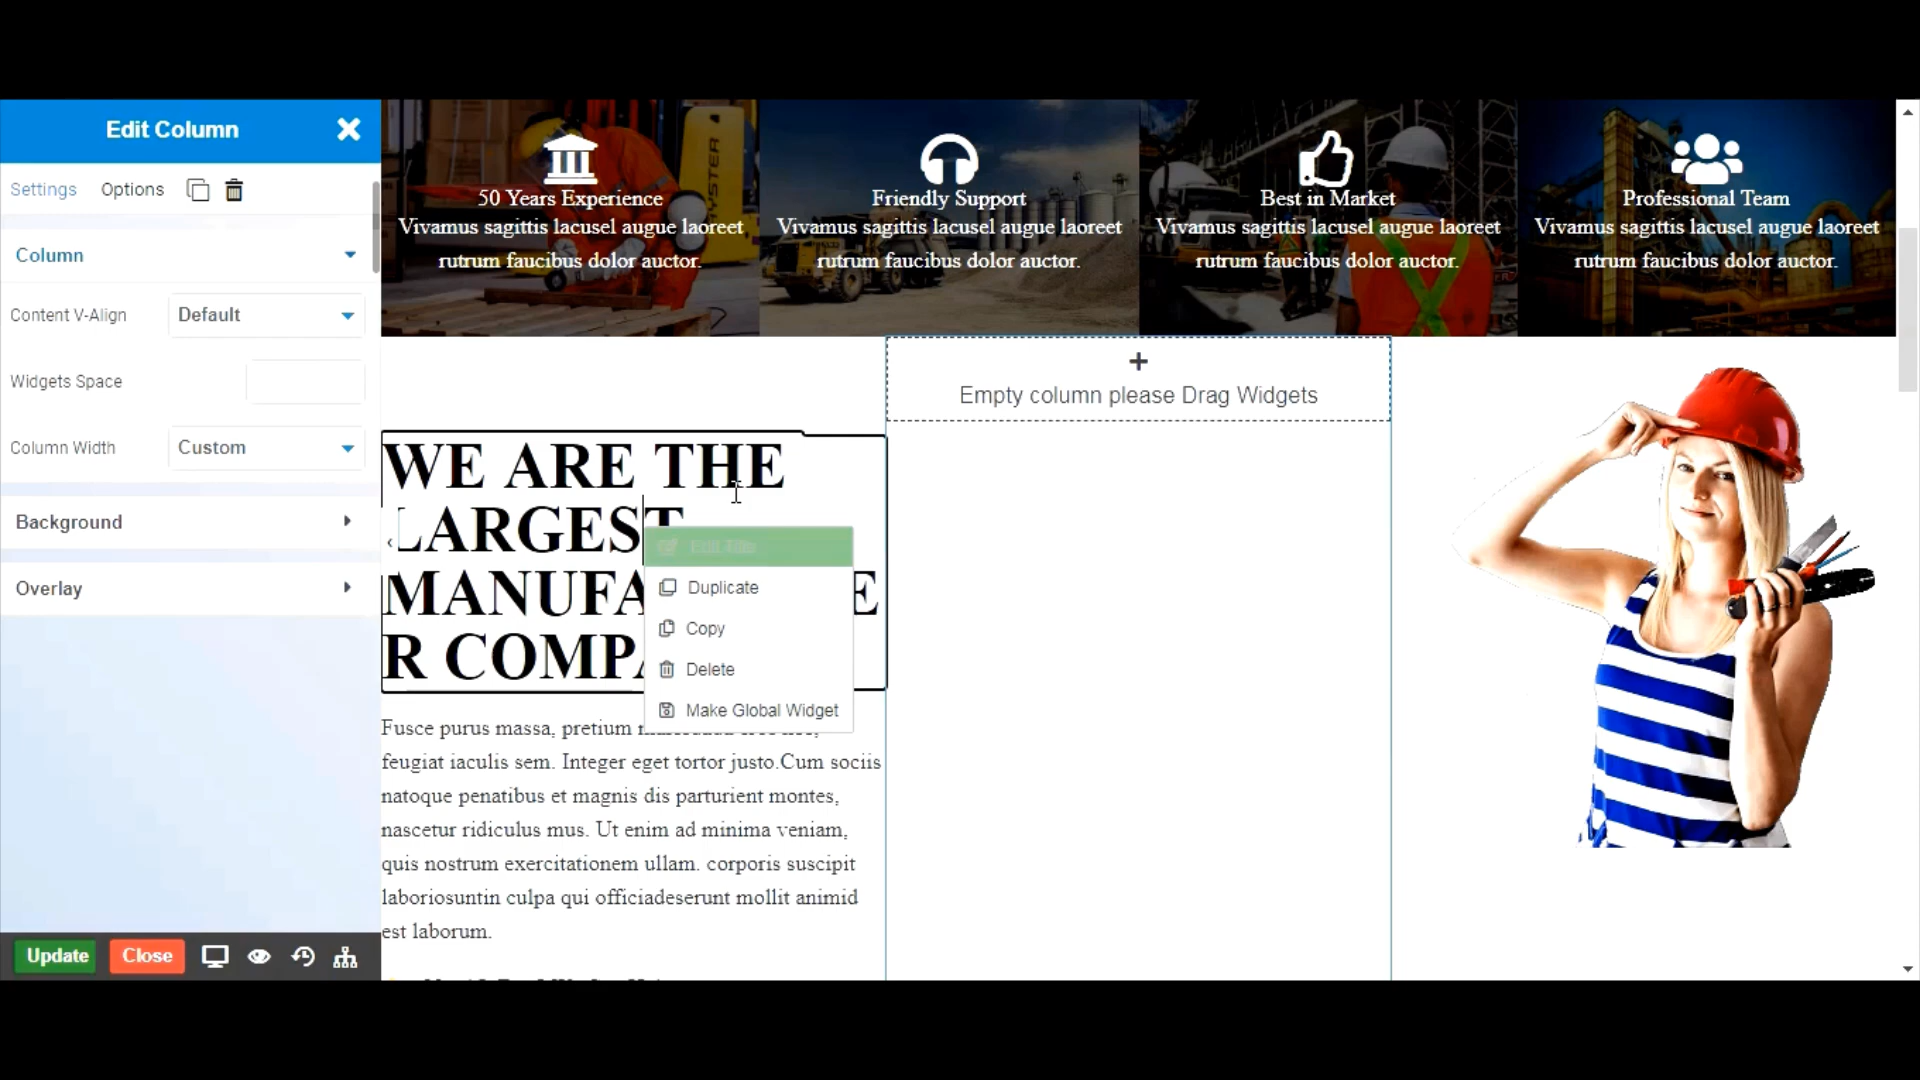 Edit Column
Settings Options
Column
Content V-Align Default
Widgets Space
Column Width Custom
Background
Overlay
Update Close
50 Years Experience
Vivamus sagittis lacusel augue laoreet
rutrum faucibus dolor auctor.
Friendly Support
Vivamus sagittis lacusel augue laoreet
rutrum faucibus dolor auctor.
Best in Market
Vivamus sagittis lacusel augue laoreet
rutrum faucibus dolor auctor.
Professional Team
Vivamus sagittis lacusel augue laoreet
rutrum faucibus dolor auctor.
YSTER
+
Empty column please Drag Widgets
WE ARE THE
LARGEST
MANUFA E
R COMPA
Duplicate
Copy
Delete
Make Global Widget
Fusce purus massa, pretium
feugiat iaculis sem. Integer eget tortor justo.Cum sociis
natoque penatibus et magnis dis parturient montes,
nascetur ridiculus mus. Ut enim ad minima veniam,
quis nostrum exercitationem ullam. corporis suscipit
laboriosuntin culpa qui officiadeserunt mollit animid
est laborum.